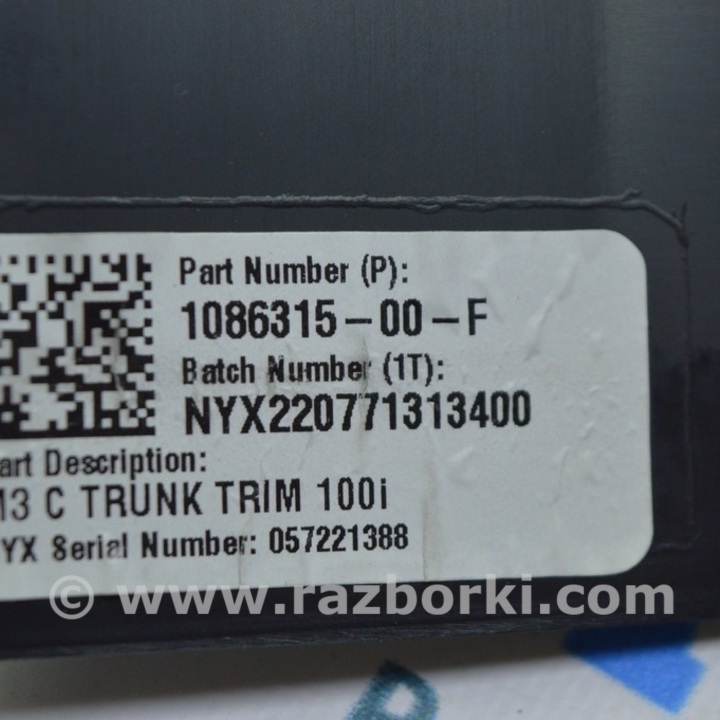 Part Number (P):
1086315-00-F
Batch Number (1T):
NYX220771313400
art Description:
M3 C TRUNK TRIM 100i
YX Serial Number: 057221388
© www.razborki.com